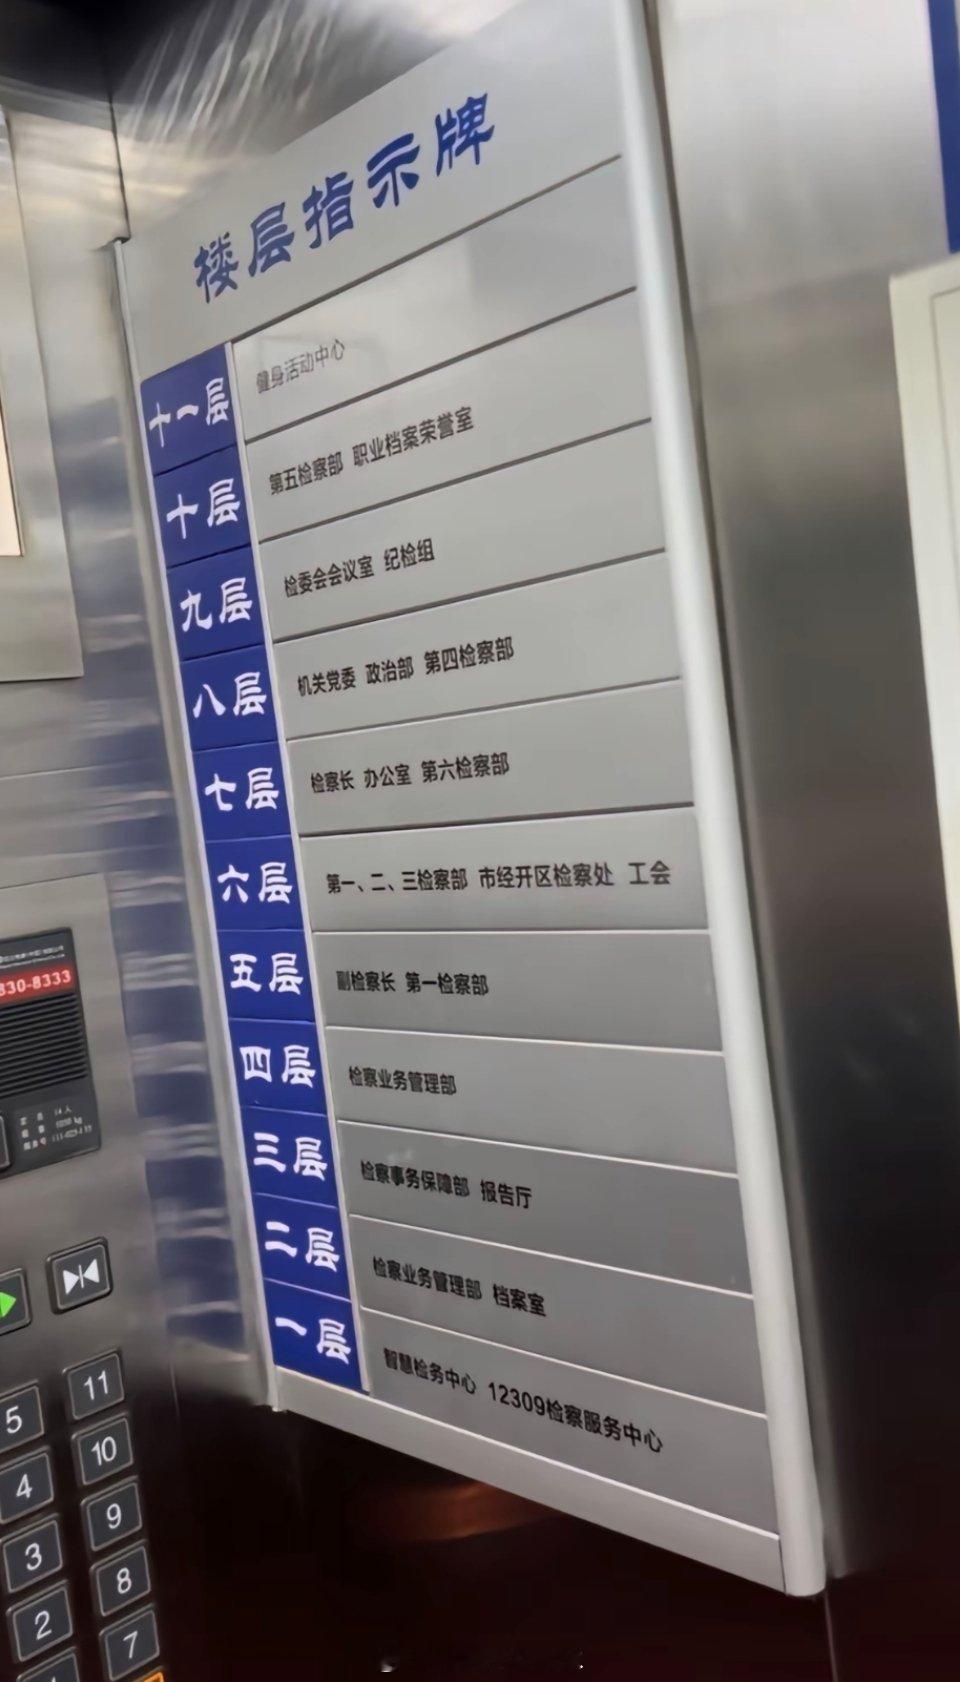 楼层指示牌
十一层 健身活动中心
十层 第五检察部 职业档案荣誉室
九层 检委会会议室 纪检组
八层 机关党委 政治部 第四检察部
七层 检察长 办公室 第六检察部
六层 第一、二、三检察部 市经开区检察处 工会
五层 副检察长 第一检察部
四层 检察业务管理部
三层 检察事务保障部 报告厅
二层 检察业务管理部 档案室
一层 智慧检务中心 12309检察服务中心
830-8333
5 11
4 10
3 9
2 8
7